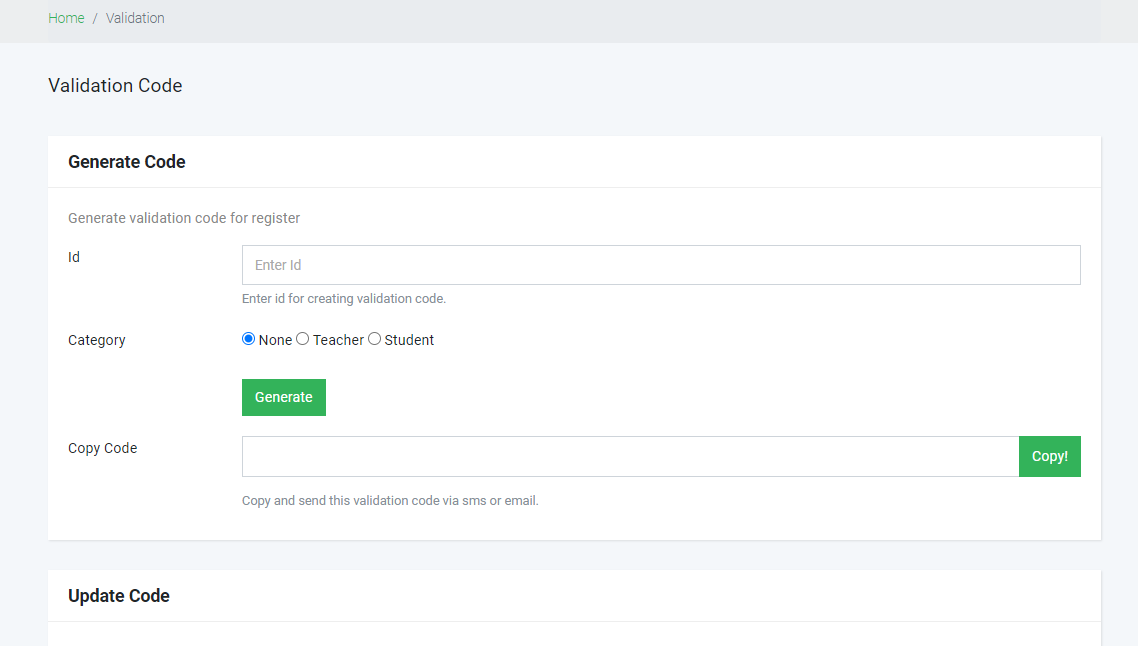 Home / Validation
Validation Code
Generate Code
Generate validation code for register
Id
Enter Id
Enter id for creating validation code.
Category
None Teacher Student
Generate
Copy Code
Copy!
Copy and send this validation code via sms or email.
Update Code